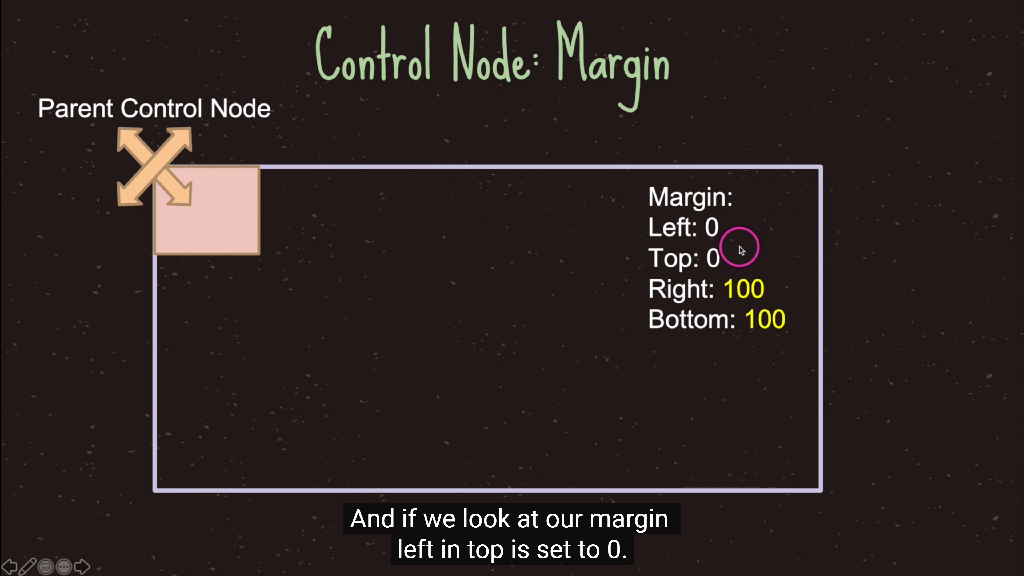 Control Node: Margin
Parent Control Node
Margin:
Left: 0
Top: 0
Right: 100
Bottom: 100
And if we look at our margin
left in top is set to 0.